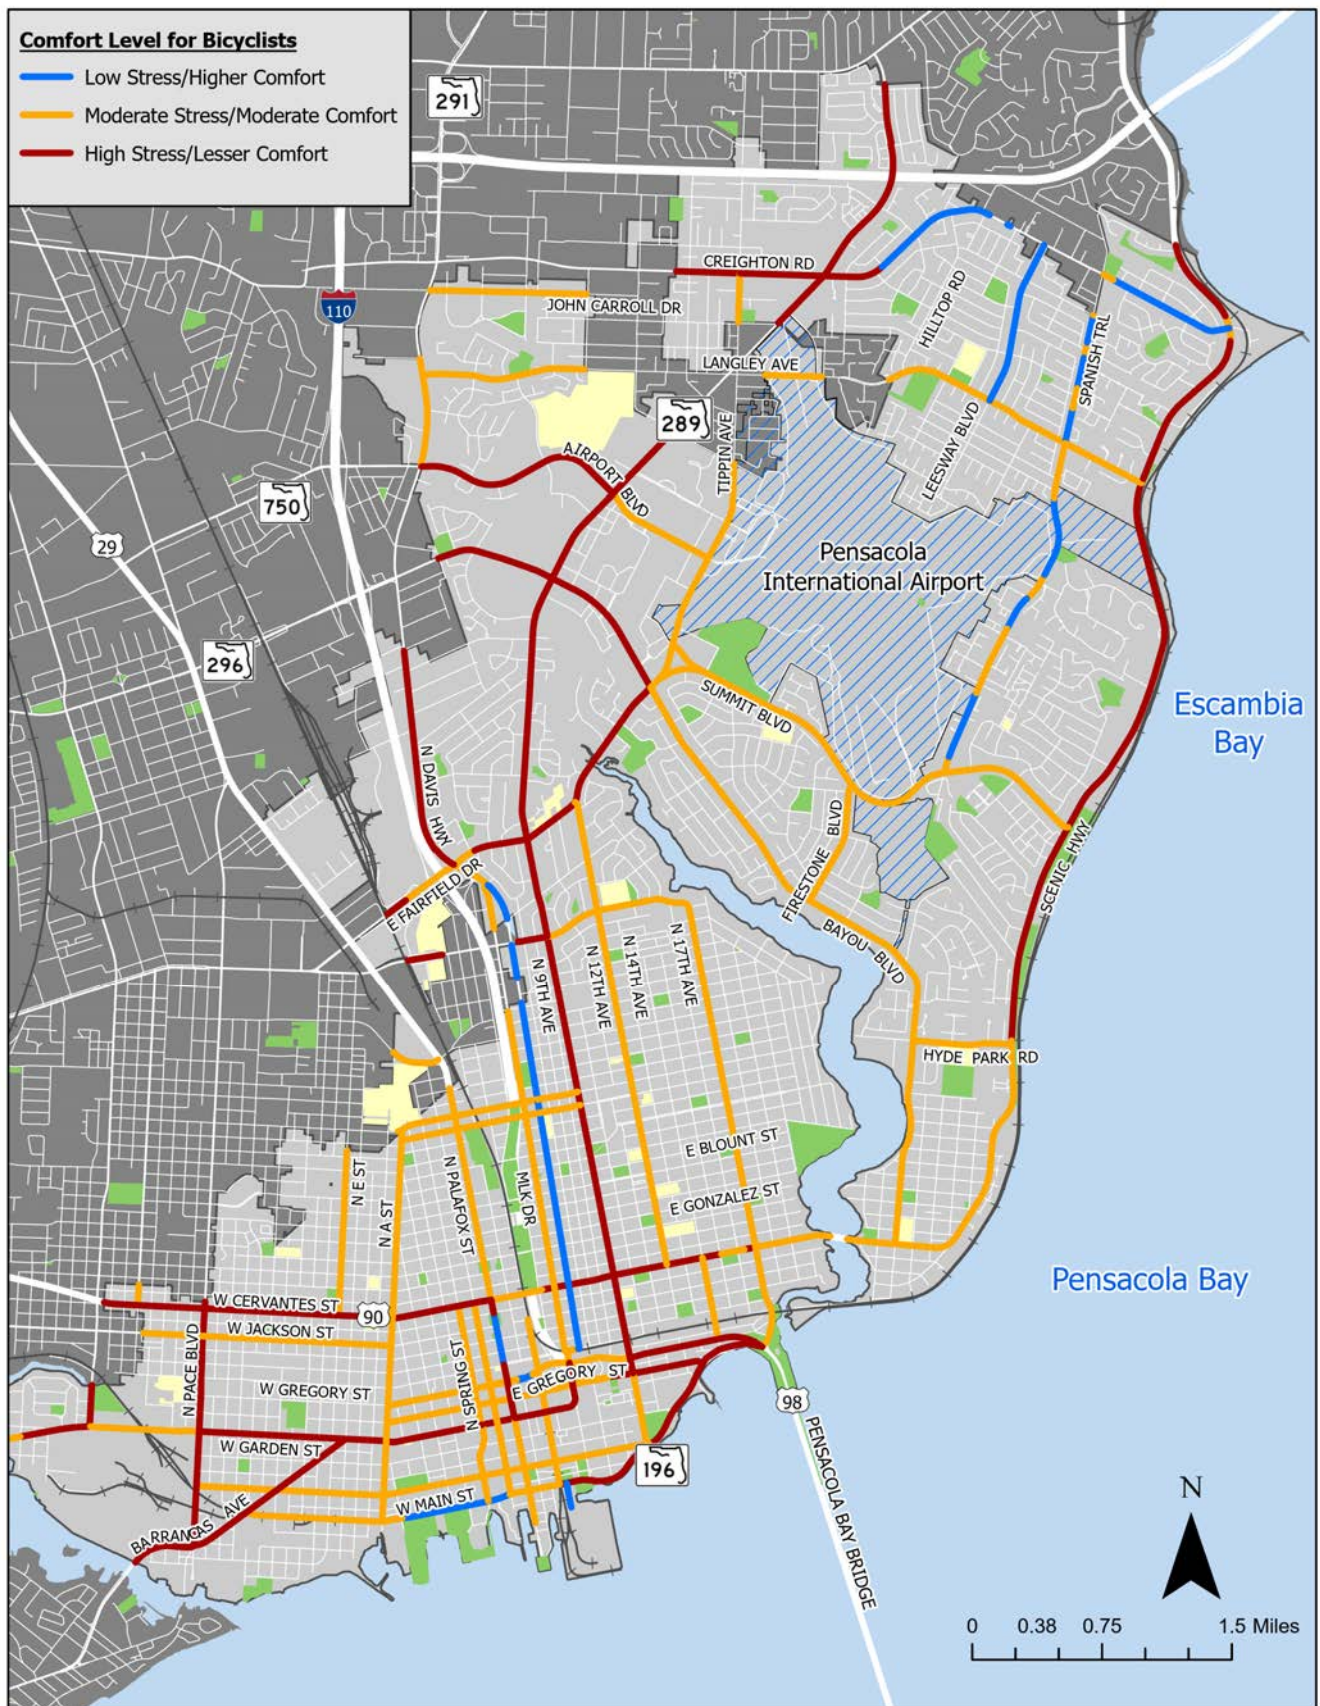 Comfort Level for Bicyclists
Low Stress/Higher Comfort
Moderate Stress/Moderate Comfort
High Stress/Lesser Comfort
291
CREIGHTON RD
110
JOHN CARROLL DR
HILLTOP RD
SPANISH TRL
LANGLEY AVE
289
TIPPIN AVE
LEESWAY BLVD
AIRPORT BLVD
750
29
Pensacola
International Airport
296
SUMMIT BLVD
Escambia
Bay
N DAVIS HWY
FIRESTONE BLVD
SCENIC HWY
E FAIRFIELD DR
BAYOU BLVD
N 9TH AVE
N 12TH AVE
N 14TH AVE
N 17TH AVE
HYDE PARK RD
E BLOUNT ST
N E ST
N A ST
N PALAFOX ST
MLK DR
E GONZALEZ ST
Pensacola Bay
W CERVANTES ST
90
W JACKSON ST
N PACE BLVD
N SPRING ST
W GREGORY ST
E GREGORY ST
98
W GARDEN ST
196
PENSACOLA BAY BRIDGE
W MAIN ST
BARRANCAS AVE
N
0 0.38 0.75 1.5 Miles